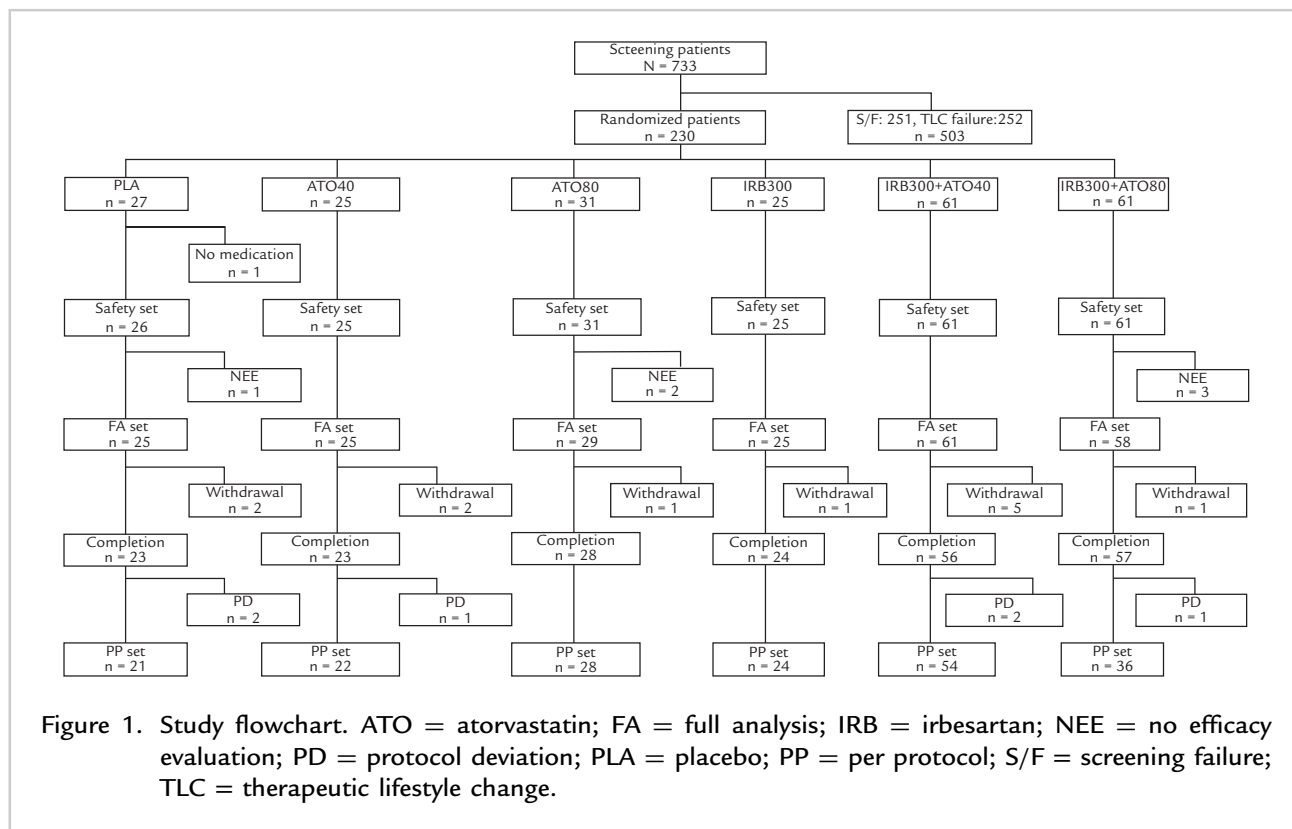 Scteening patients
N = 733
Randomized patients
n = 230
S/F: 251, TLC failure:252
n = 503
PLA
n = 27
ATO40
n = 25
ATO80
n = 31
IRB300
n = 25
IRB300+ATO40
n = 61
IRB300+ATO80
n = 61
No medication
n = 1
Safety set
n = 26
Safety set
n = 25
Safety set
n = 31
Safety set
n = 25
Safety set
n = 61
Safety set
n = 61
NEE
n = 1
NEE
n = 2
NEE
n = 3
FA set
n = 25
FA set
n = 25
FA set
n = 29
FA set
n = 25
FA set
n = 61
FA set
n = 58
Withdrawal
n = 2
Withdrawal
n = 2
Withdrawal
n = 1
Withdrawal
n = 1
Withdrawal
n = 5
Withdrawal
n = 1
Completion
n = 23
Completion
n = 23
Completion
n = 28
Completion
n = 24
Completion
n = 56
Completion
n = 57
PD
n = 2
PD
n = 1
PD
n = 2
PD
n = 1
PP set
n = 21
PP set
n = 22
PP set
n = 28
PP set
n = 24
PP set
n = 54
PP set
n = 36
Figure 1. Study flowchart. ATO = atorvastatin; FA = full analysis; IRB = irbesartan; NEE = no efficacy
evaluation; PD = protocol deviation; PLA = placebo; PP = per protocol; S/F = screening failure;
TLC = therapeutic lifestyle change.